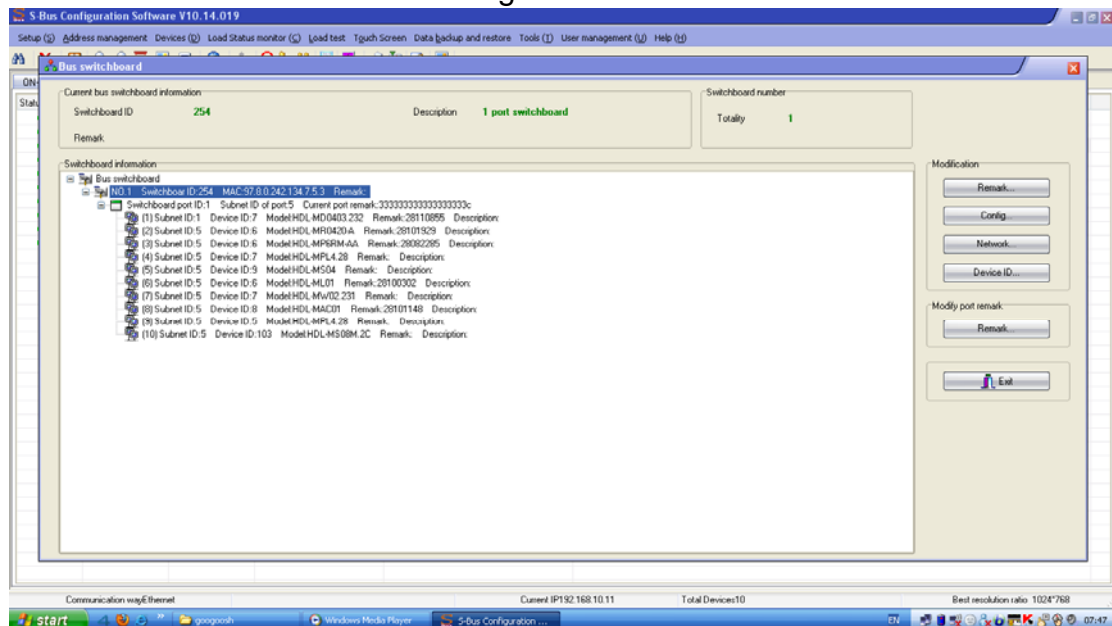 S-Bus Configuration Software V10.14.019
Setup (S) Address management Devices (D) Load Status monitor (C) Load test Tguch Screen Data backup and restore Tools (T) User management (U) Help (H)
Bus switchboard
ON-
Statu
Current bus switchboard information
Switchboard ID 254 Description 1 port switchboard
Remark
Switchboard number
Totality 1
Switchboard information
Bus switchboard
NO.1 Switchboar ID:254 MAC:97.8.0.242.134.7.5.3 Remark:
Switchboard port ID:1 Subnet ID of port:5 Current port remark:333333333333333333c
(1) Subnet ID:1 Device ID:7 Model:HDL-MD0403.232 Remark:28110855 Description:
(2) Subnet ID:5 Device ID:6 Model:HDL-MR0420-A Remark:28101929 Description:
(3) Subnet ID:5 Device ID:6 Model:HDL-MP6RM-AA Remark:28082285 Description:
(4) Subnet ID:5 Device ID:7 Model:HDL-MPL4.28 Remark: Description:
(5) Subnet ID:5 Device ID:9 Model:HDL-MS04 Remark: Description:
(6) Subnet ID:5 Device ID:6 Model:HDL-ML01 Remark:28100302 Description:
(7) Subnet ID:5 Device ID:7 Model:HDL-MW02.231 Remark: Description:
(8) Subnet ID:5 Device ID:8 Model:HDL-MAC01 Remark:28101148 Description:
(9) Subnet ID:5 Device ID:5 Model:HDL-MPL4.28 Remark: Description:
(10) Subnet ID:5 Device ID:103 Model:HDL-MS08M.2C Remark: Description:
Modification
Remark...
Config...
Network...
Device ID...
Modify port remark
Remark...
Exit
Communication way:Ethernet Current IP192.168.10.11 Total Devices10 Best resolution ratio 1024*768
start googoosh Windows Media Player S-Bus Configuration ... EN 07:47